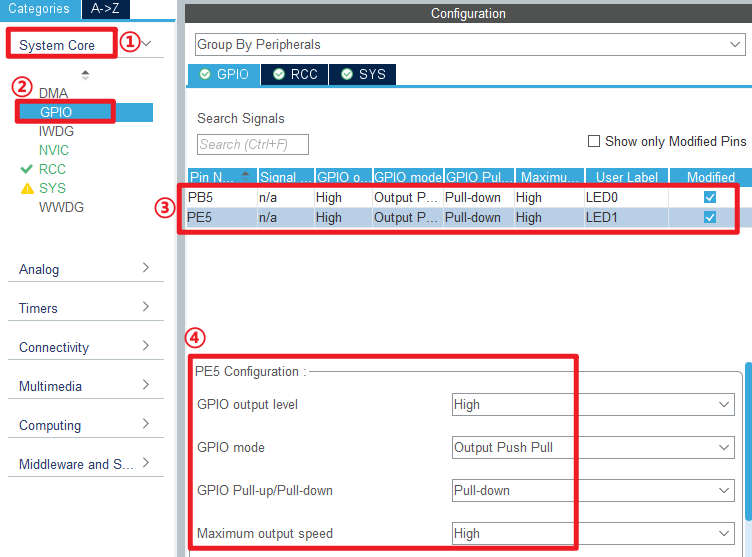 Categories A->Z
System Core ①
②
DMA
GPIO
IWDG
NVIC
RCC
SYS
WWDG
Analog
Timers
Connectivity
Multimedia
Computing
Middleware and S...
Configuration
Group By Peripherals
GPIO RCC SYS
Search Signals
Search (Ctrl+F)
Show only Modified Pins
Pin N... Signal ... GPIO o... GPIO mode GPIO Pul... Maximu... User Label Modified
③
PB5 n/a High Output P... Pull-down High LED0
PE5 n/a High Output P... Pull-down High LED1
④
PE5 Configuration :
GPIO output level High
GPIO mode Output Push Pull
GPIO Pull-up/Pull-down Pull-down
Maximum output speed High